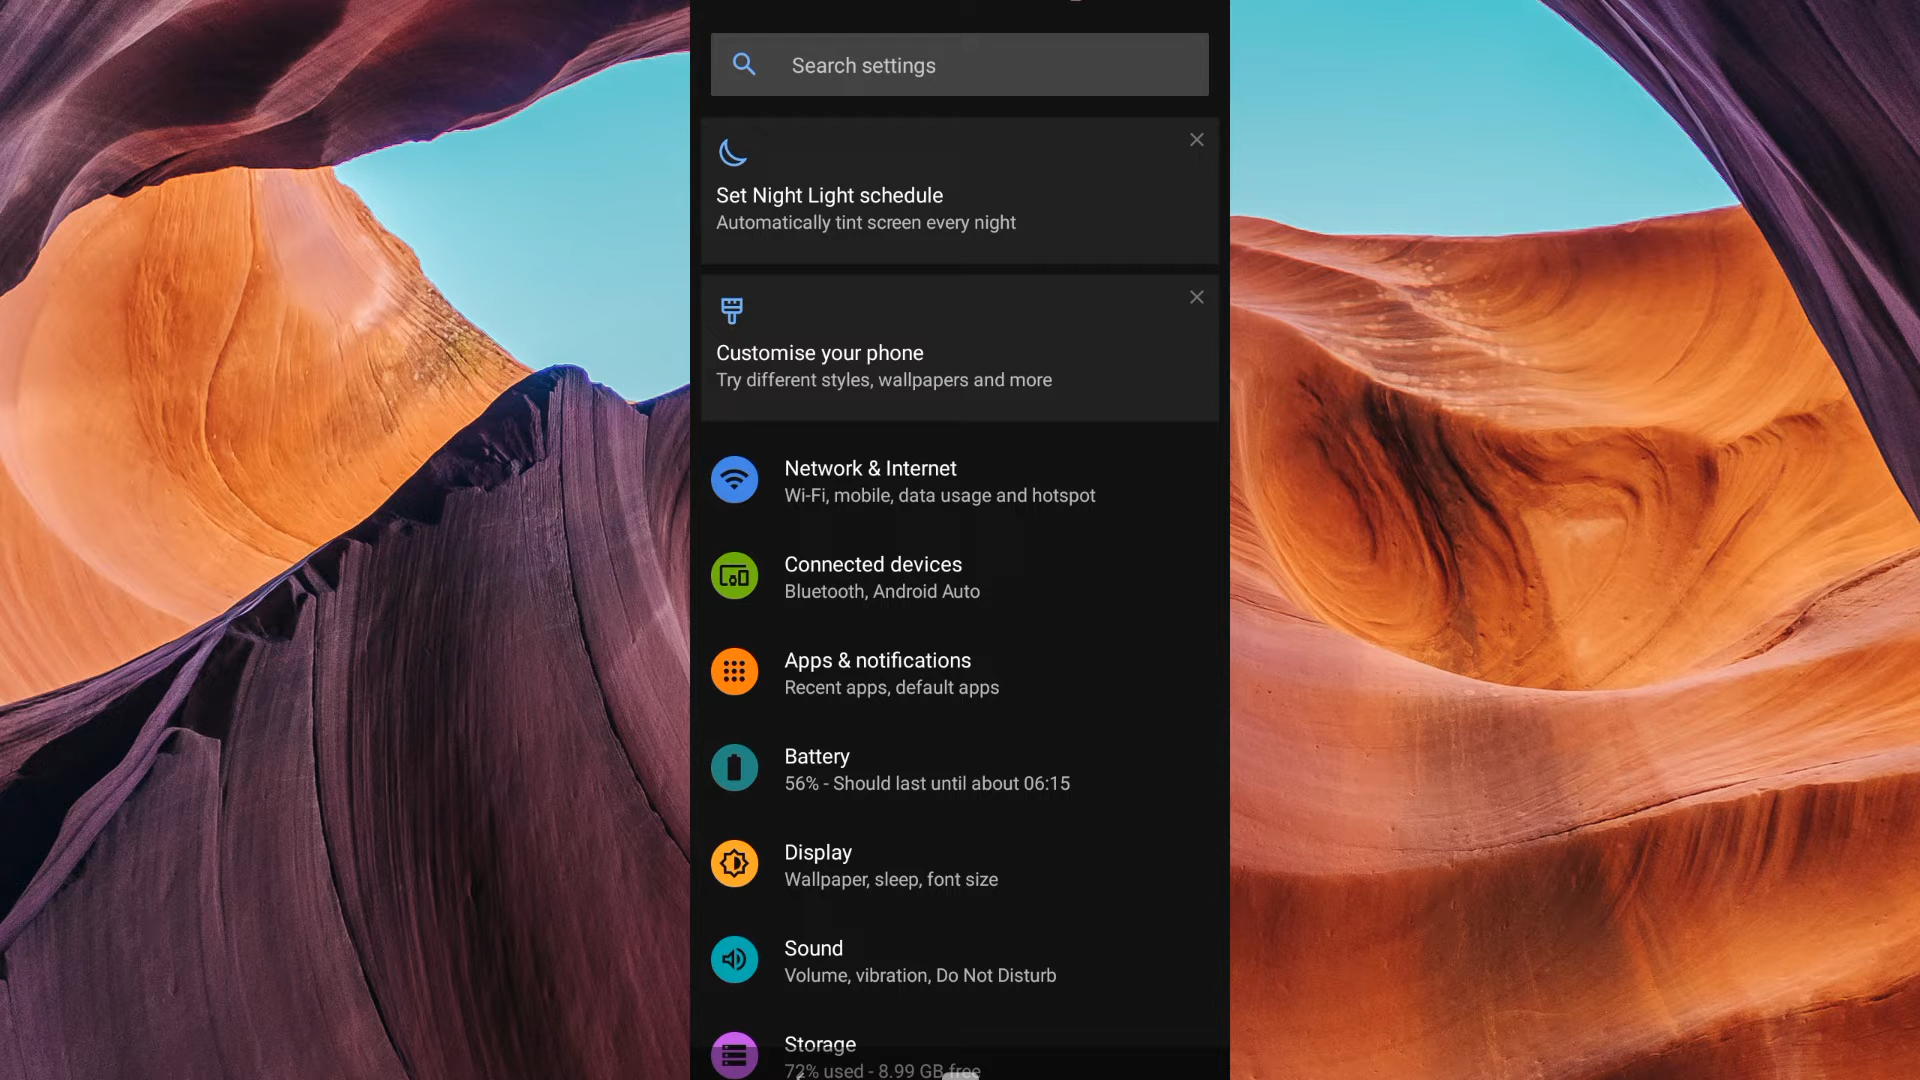 Search settings
Set Night Light schedule
Automatically tint screen every night
Customise your phone
Try different styles, wallpapers and more
Network & Internet
Wi-Fi, mobile, data usage and hotspot
Connected devices
Bluetooth, Android Auto
Apps & notifications
Recent apps, default apps
Battery
56% - Should last until about 06:15
Display
Wallpaper, sleep, font size
Sound
Volume, vibration, Do Not Disturb
Storage
72% used - 8.99 GB free